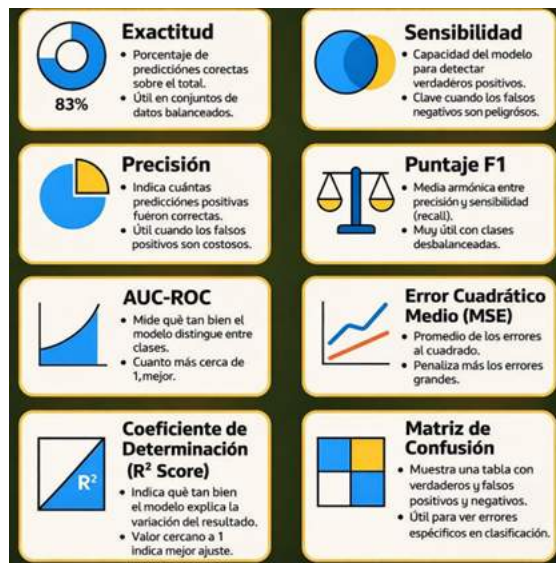 Exactitud
• Porcentaje de
predicciónes corectas
sobre el total.
• Útil en conjuntos de
datos balanceados.
83%
Sensibilidad
• Capacidad del modelo
para detectar
verdaderos positivos.
• Clave cuando los falsos
negativos son peligrósos.
Precisión
• Indica cuántas
predicciónes positivas
fuéron correctas.
• Útil cuando los falsos
positivos son costosos.
Puntaje F1
• Media armónica entre
precisión y sensibilidad
(recall).
• Muy útil con clases
desbalanceadas.
AUC-ROC
• Mide què tan bien el
modelo distingue entre
clases.
• Cuanto más cerca de
1,mejor.
Error Cuadrático
Medio (MSE)
• Promedio de los errores
al cuadrado.
• Penaliza más los errores
grandes.
Coeficiente de
Determinación
(R² Score)
R²
• Indica què tan bien
el modelo explica la
variación del resultado.
• Valor cercano a 1
indica mejor ajuste.
Matriz de
Confusión
• Muestra una tabla con
verdaderos y falsos
positivos y negativos.
• Útil para ver errores
espécíficos en clasificación.